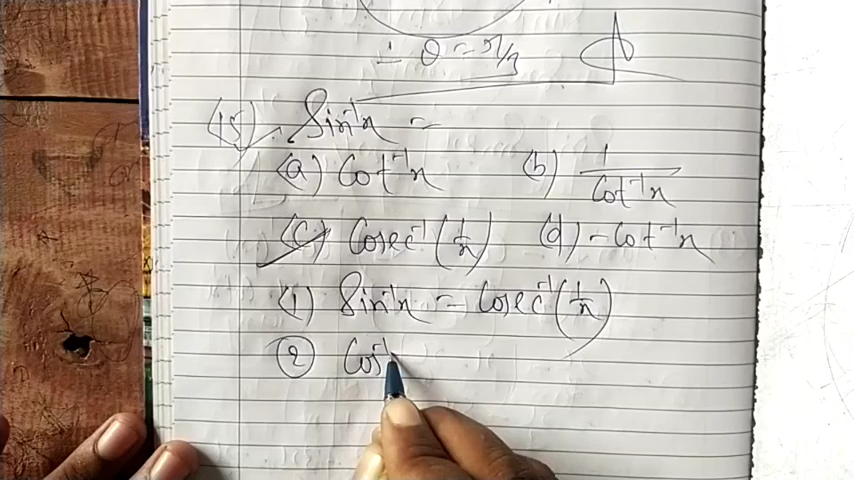 ∴ θ = π/3
(15) Sin⁻¹x =
(a) Cot⁻¹x (b) 1/Cot⁻¹x
(c) Cosec⁻¹(1/x) (d) -Cot⁻¹x
(1) Sin⁻¹x = Cosec⁻¹(1/x)
(2) Cos⁻